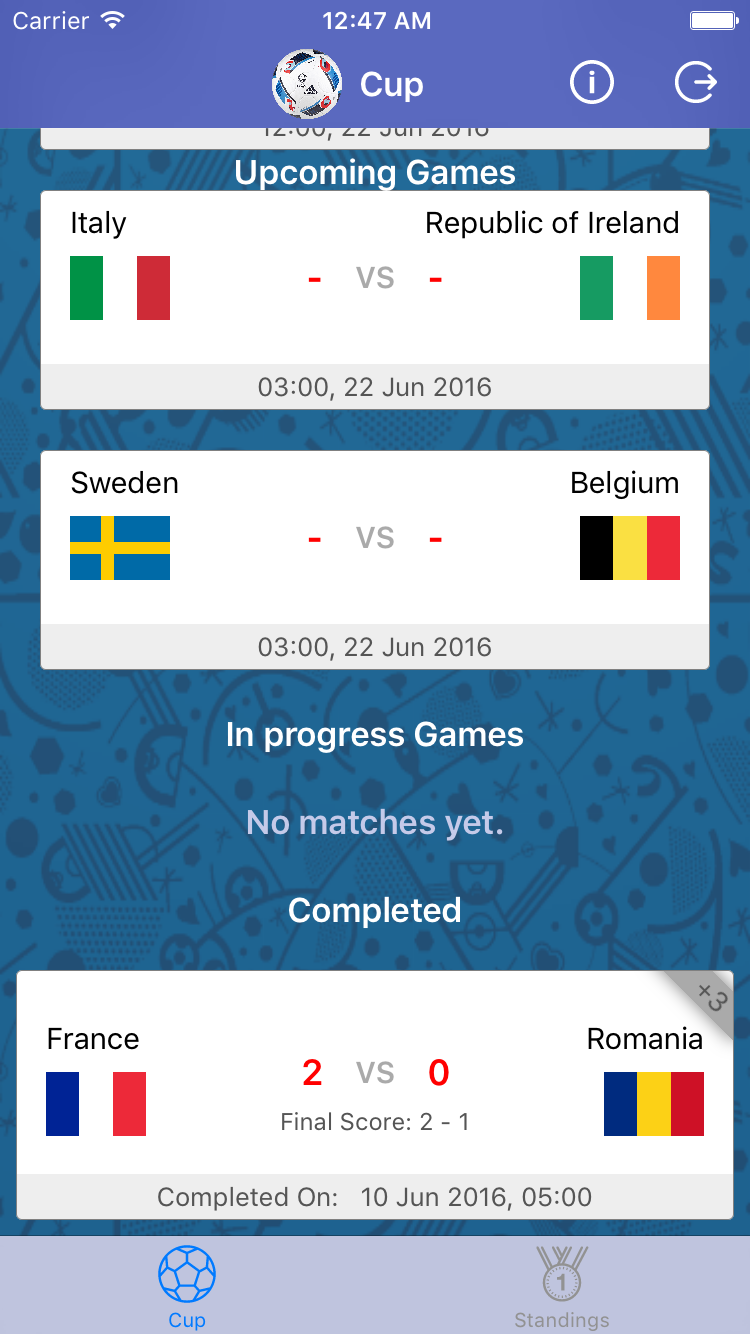 Carrier 12:47 AM
Cup
12:00, 22 Jun 2016
Upcoming Games
Italy Republic of Ireland
- VS -
03:00, 22 Jun 2016
Sweden Belgium
- VS -
03:00, 22 Jun 2016
In progress Games
No matches yet.
Completed
+3
France Romania
2 VS 0
Final Score: 2 - 1
Completed On: 10 Jun 2016, 05:00
1
Cup Standings